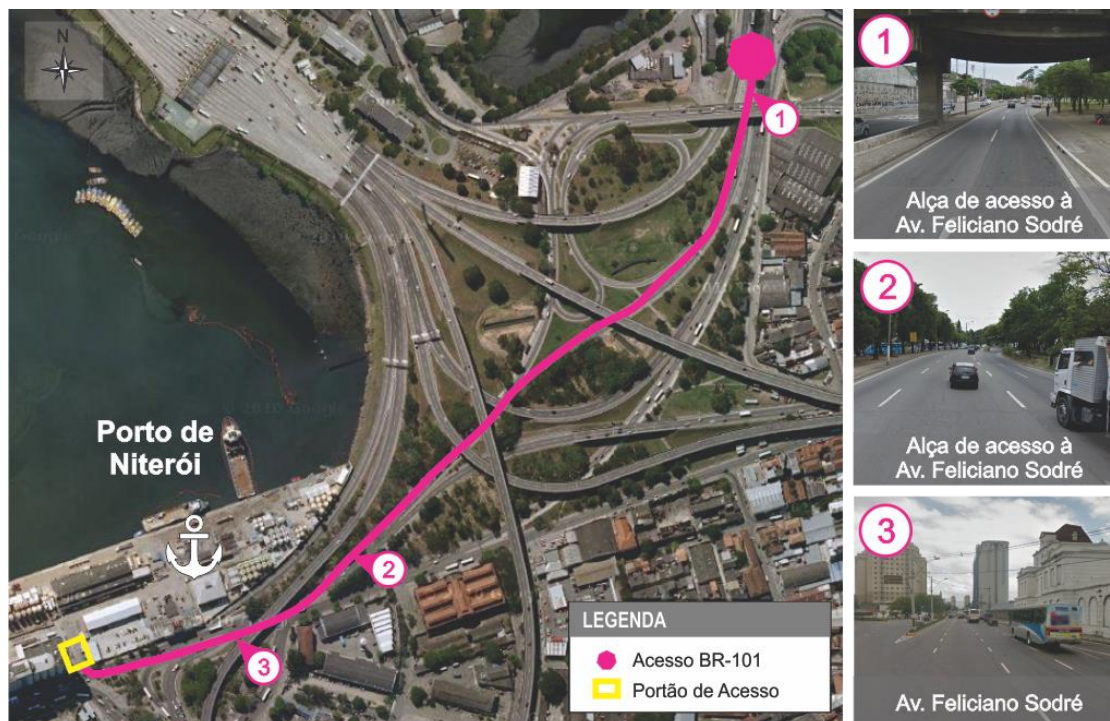 N
1
2
3
Porto de
Niterói
LEGENDA
Acesso BR-101
Portão de Acesso
1
Alça de acesso à
Av. Feliciano Sodré
2
Alça de acesso à
Av. Feliciano Sodré
3
Av. Feliciano Sodré